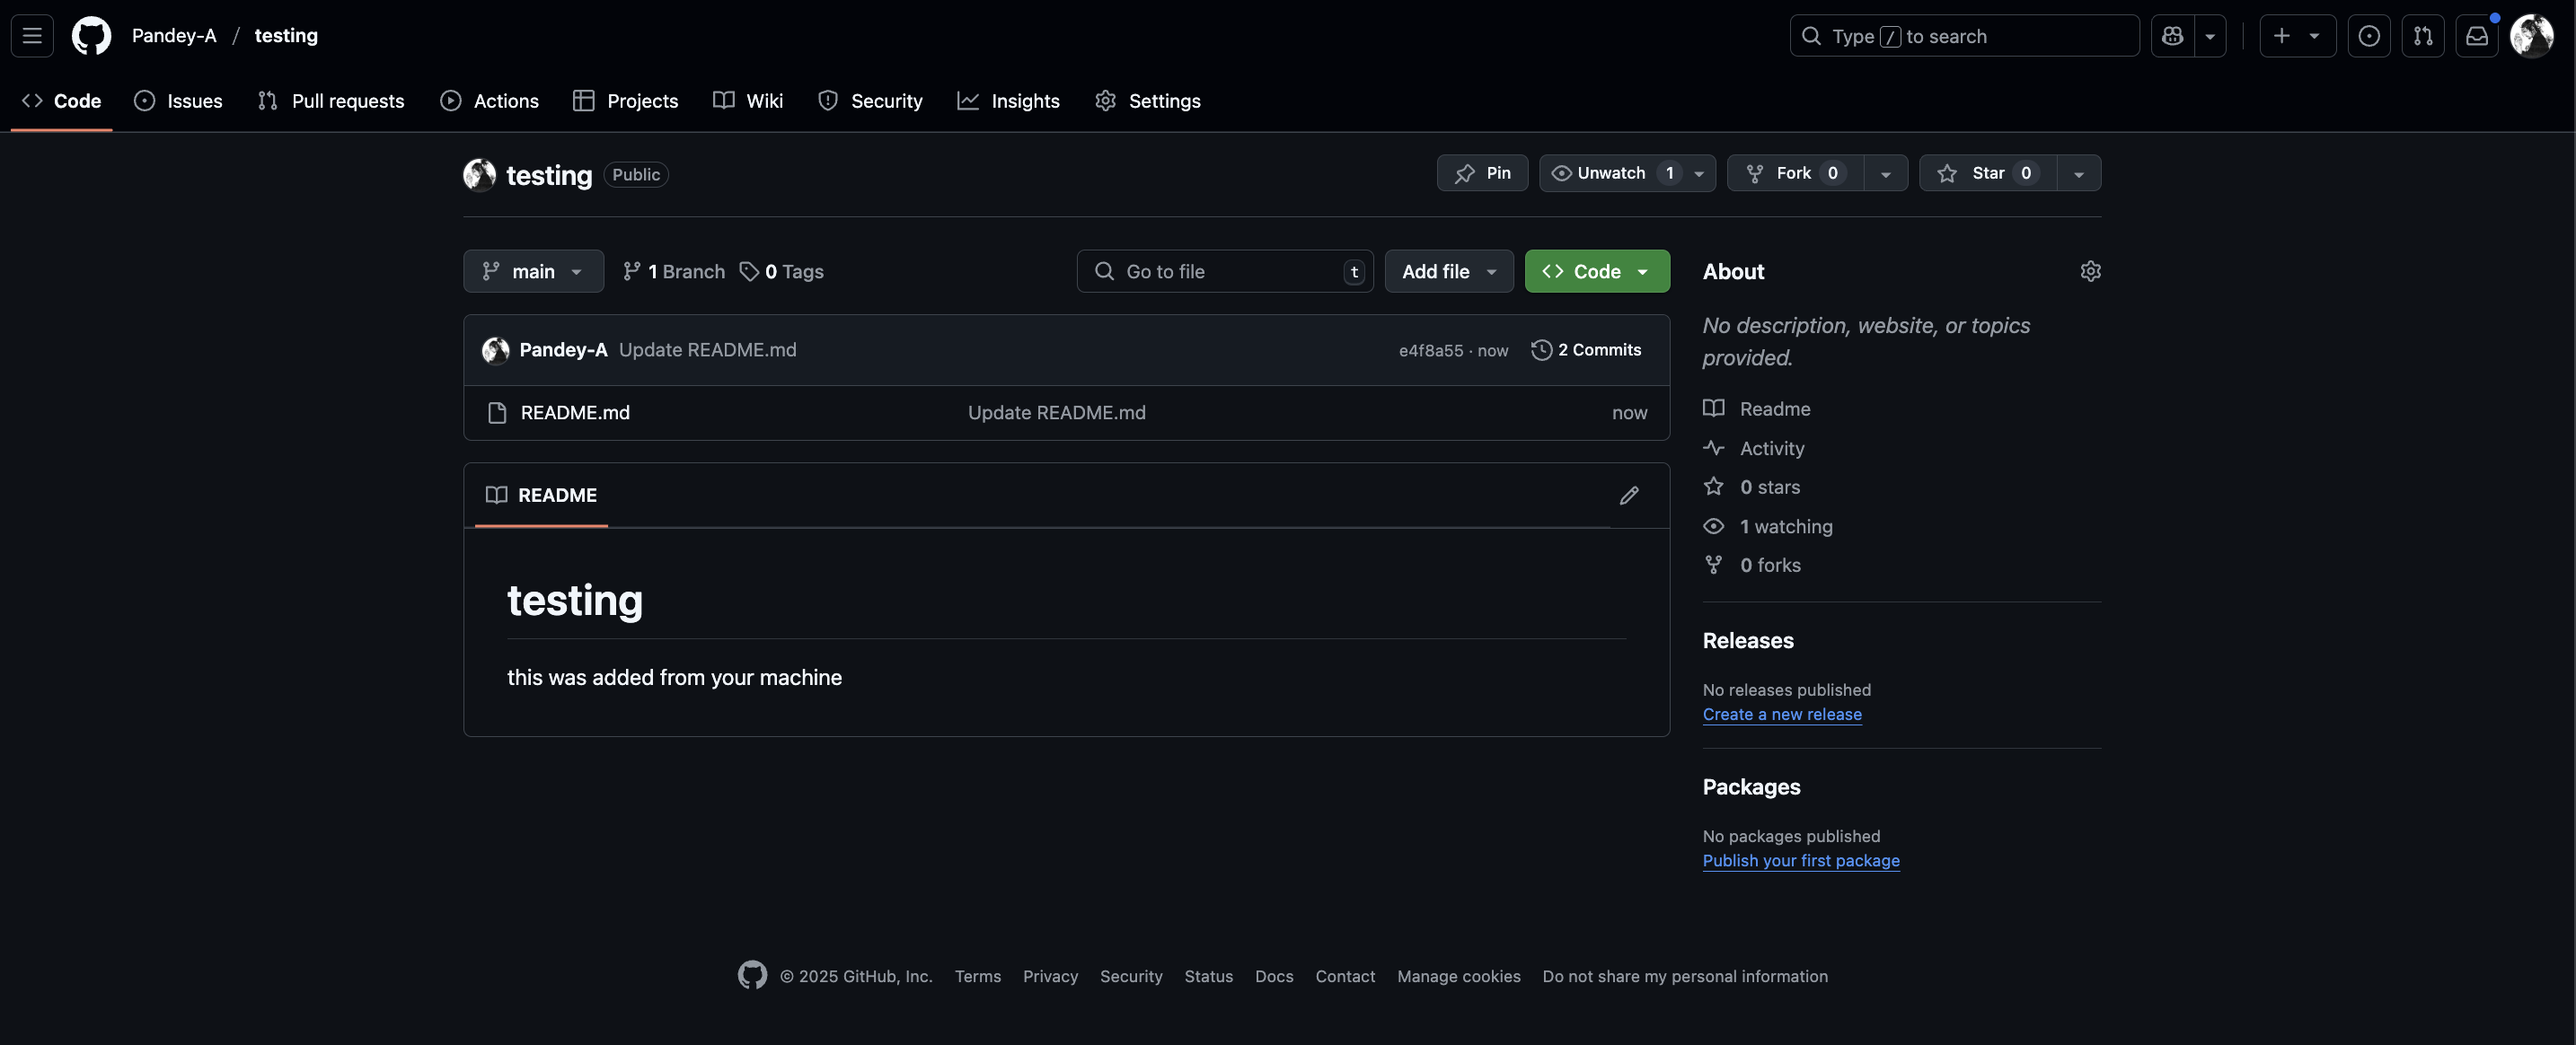 Pandey-A / testing
Type / to search
Code Issues Pull requests Actions Projects Wiki Security Insights Settings
testing Public
Pin Unwatch 1 Fork 0 Star 0
main 1 Branch 0 Tags Go to file t Add file Code
Pandey-A Update README.md e4f8a55 · now 2 Commits
README.md Update README.md now
README
testing
this was added from your machine
About
No description, website, or topics
provided.
Readme
Activity
0 stars
1 watching
0 forks
Releases
No releases published
Create a new release
Packages
No packages published
Publish your first package
© 2025 GitHub, Inc. Terms Privacy Security Status Docs Contact Manage cookies Do not share my personal information